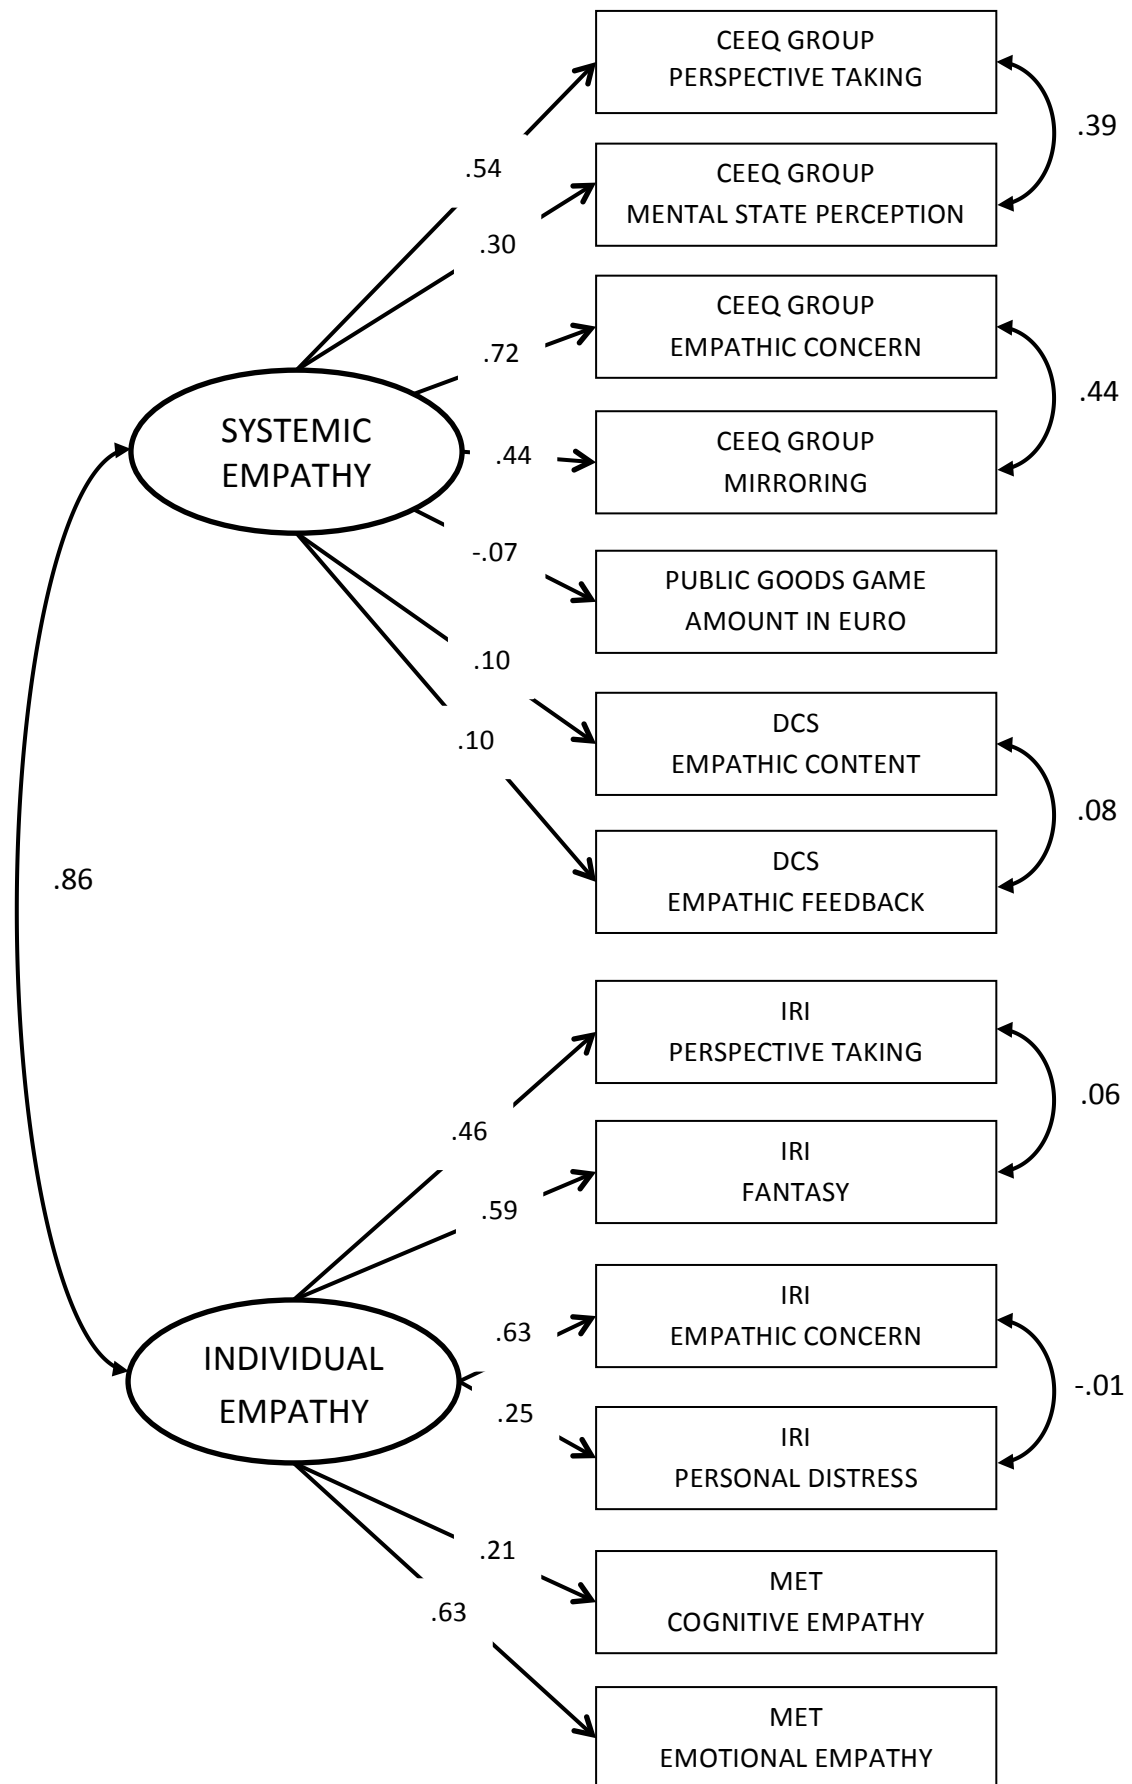 CEEQ GROUP
PERSPECTIVE TAKING
.39
.54
CEEQ GROUP
MENTAL STATE PERCEPTION
.30
CEEQ GROUP
EMPATHIC CONCERN
.72
.44
SYSTEMIC
EMPATHY
.44
CEEQ GROUP
MIRRORING
-.07
PUBLIC GOODS GAME
AMOUNT IN EURO
.10
DCS
EMPATHIC CONTENT
.10
.08
DCS
EMPATHIC FEEDBACK
.86
IRI
PERSPECTIVE TAKING
.06
.46
IRI
FANTASY
.59
IRI
EMPATHIC CONCERN
.63
INDIVIDUAL
EMPATHY
-.01
.25
IRI
PERSONAL DISTRESS
.21
MET
COGNITIVE EMPATHY
.63
MET
EMOTIONAL EMPATHY